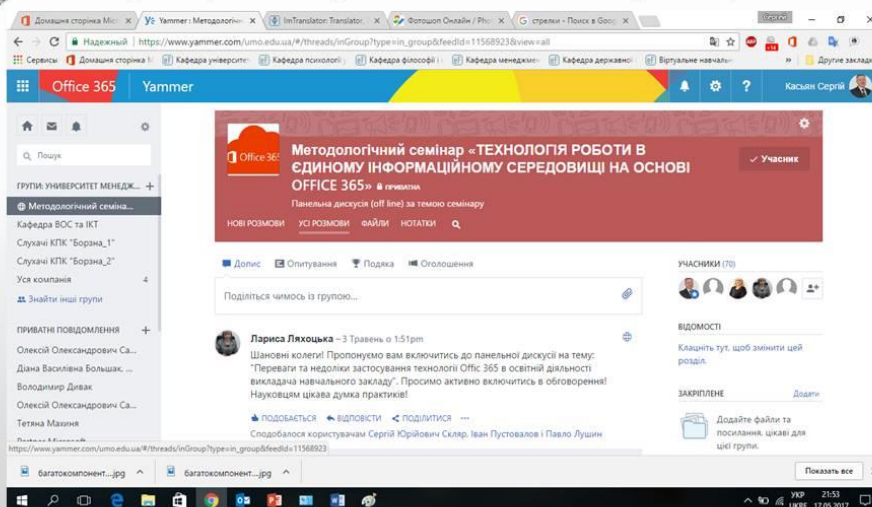 Домашня сторінка Mic
Yammer : Методологічн
ImTranslator: Translator,
Фотошоп Онлайн / Pho
стрелки - Поиск в Goog
Надежный | https://www.yammer.com/umo.edu.ua/#/threads/inGroup?type=in_group&feedId=11568923&view=all
Сервисы
Домашня сторінка
Кафедра університет
Кафедра психології
Кафедра філософії і
Кафедра менеджмен
Кафедра державної
Віртуальне навчаль
Другие заклад
Office 365
Yammer
?
Касьян Сергій
Пошук
ГРУПИ: УНИВЕРСИТЕТ МЕНЕДЖ... +
Методологічний семіна...
Кафедра ВОС та ІКТ
Слухачі КПК "Борзна_1"
Слухачі КПК "Борзна_2"
Уся компанія 4
Знайти інші групи
ПРИВАТНІ ПОВІДОМЛЕННЯ +
Олексій Олександрович Са...
Діана Василівна Большак, ...
Володимир Дивак
Олексій Олександрович Са...
Тетяна Махиня
Partner Microsoft
Office 365
Методологічний семінар «ТЕХНОЛОГІЯ РОБОТИ В
ЄДИНОМУ ІНФОРМАЦІЙНОМУ СЕРЕДОВИЩІ НА ОСНОВІ
OFFICE 365» ПРИВАТНА
Панельна дискусія (off line) за темою семінару
НОВІ РОЗМОВИ УСІ РОЗМОВИ ФАЙЛИ НОТАТКИ
Учасник
Допис Опитування Подяка Оголошення
Поділіться чимось із групою...
Лариса Ляхоцька – 3 Травень о 1:51pm
Шановні колеги! Пропонуємо вам включитись до панельної дискусії на тему:
"Переваги та недоліки застосування технології Offic 365 в освітній діяльності
викладача навчального закладу". Просимо активно включитись в обговорення!
Науковцям цікава думка практиків!
ПОДОБАЄТЬСЯ ВІДПОВІСТИ ПОДІЛИТИСЯ ...
Сподобалося користувачам Сергій Юрійович Скляр, Іван Пустовалов і Павло Лушин
УЧАСНИКИ (70)
ВІДОМОСТІ
Клацніть тут, щоб змінити цей
розділ.
ЗАКРІПЛЕНЕ Додати
Додайте файли та
посилання, цікаві для
цієї групи.
https://www.yammer.com/umo.edu.ua/#/threads/inGroup?type=in_group&feedId=11568923
багатокомпонент....jpg
багатокомпонент....jpg
Показать все
УКР 21:53
UKRE 17.05.2017